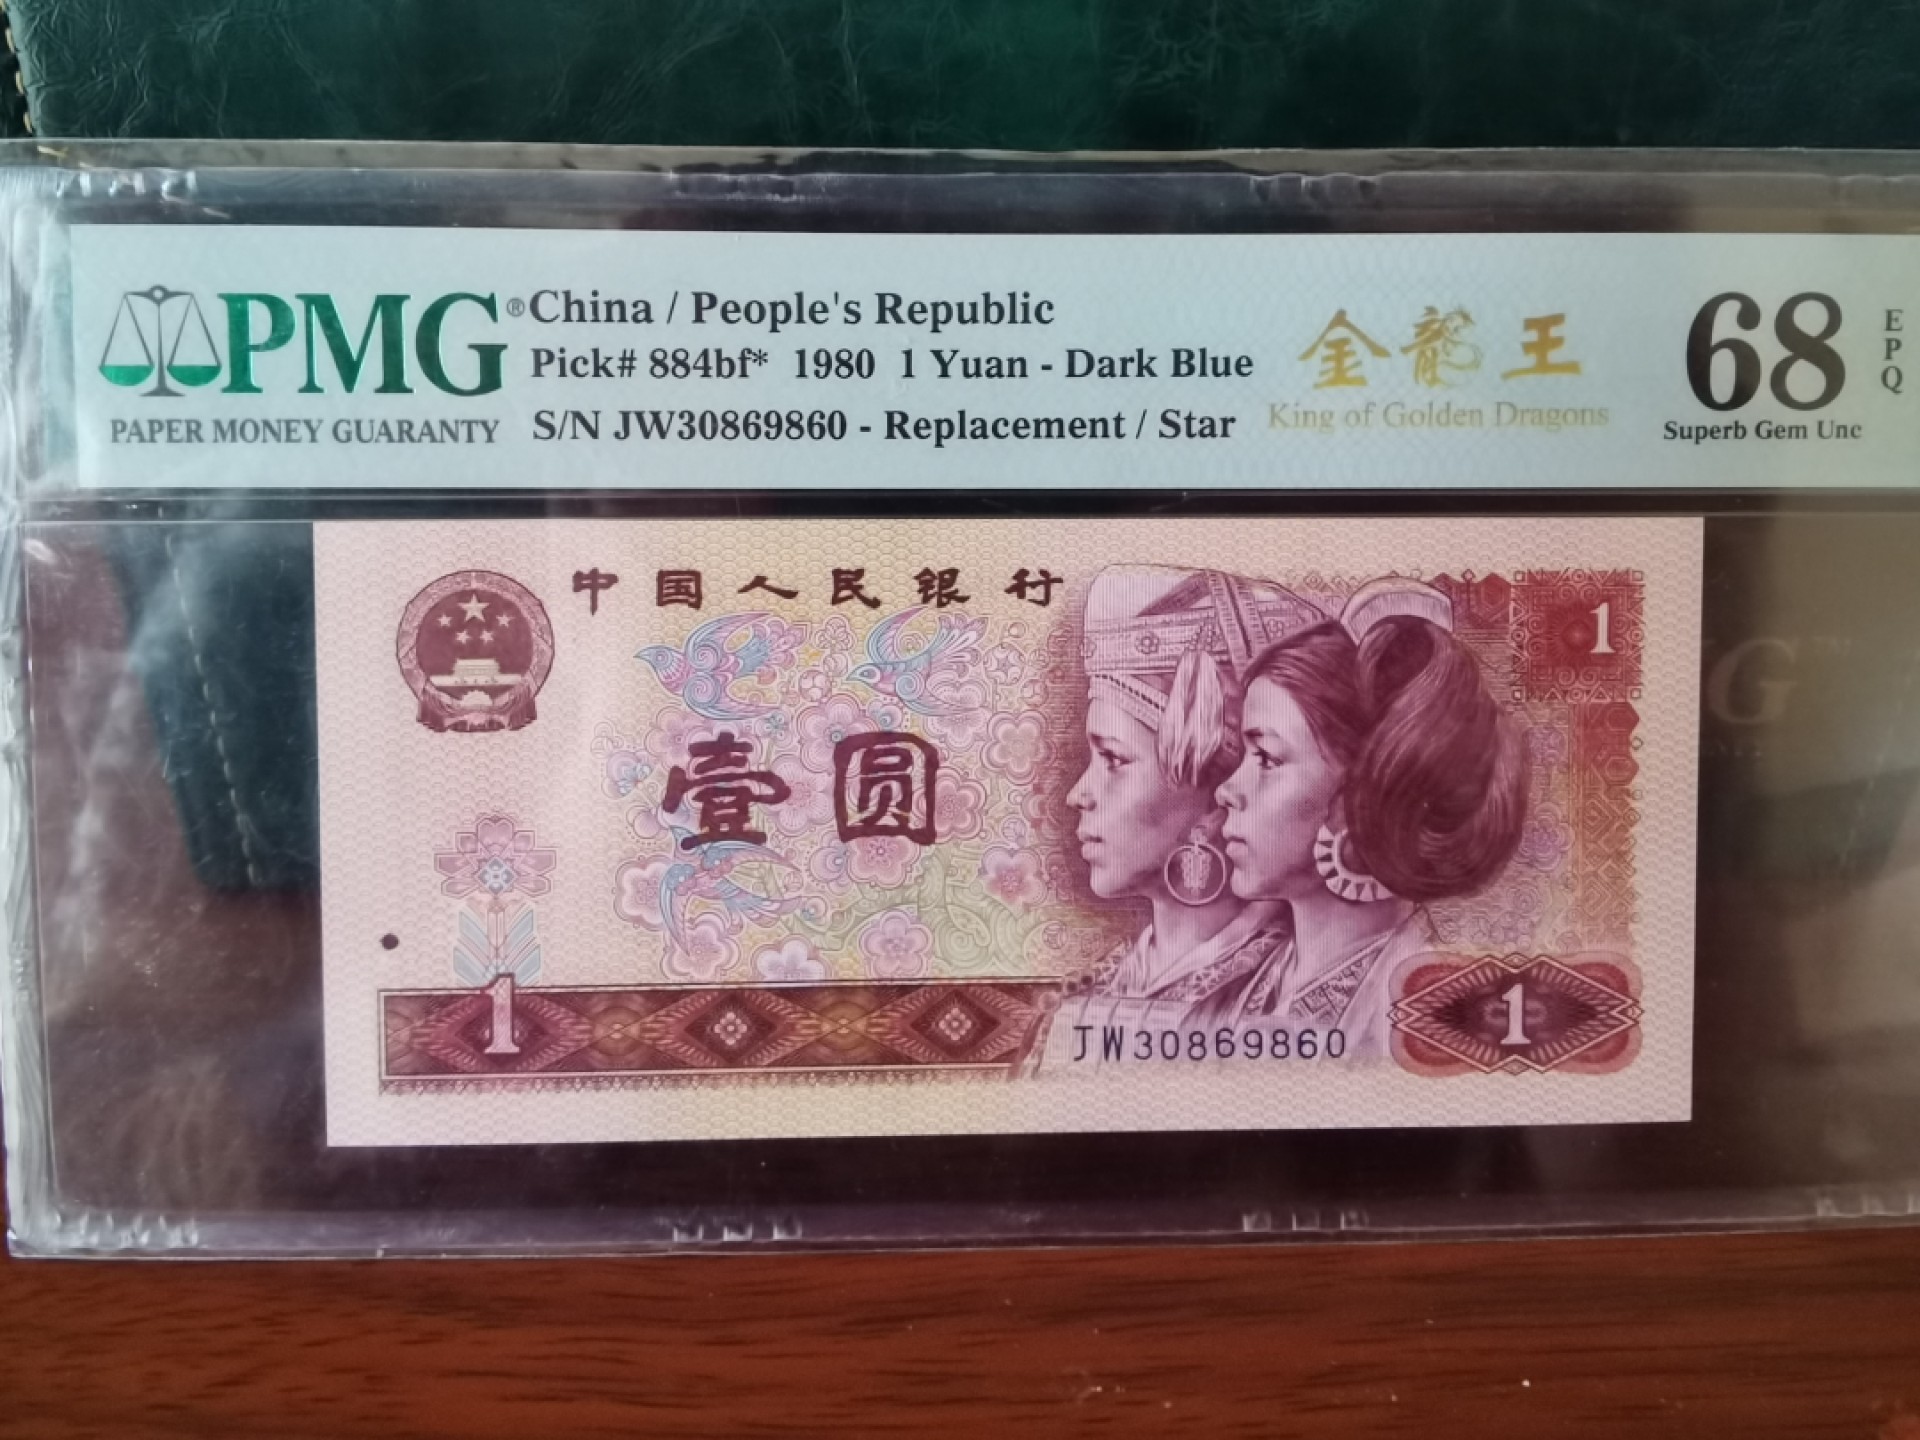 PMG®
PAPER MONEY GUARANTY
China / People's Republic
Pick# 884bf* 1980 1 Yuan - Dark Blue
S/N JW30869860 - Replacement / Star
金龍王
King of Golden Dragons
68
EPQ
Superb Gem Unc
中国人民银行
1
壹圆
G™
1
JW30869860
1